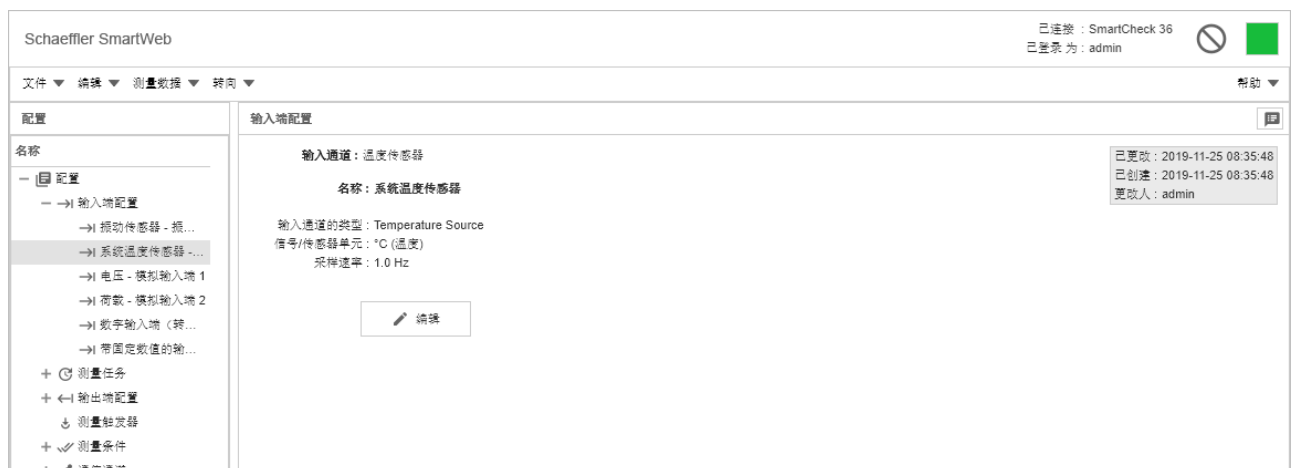 Schaeffler SmartWeb
已连接 : SmartCheck 36
已登录 为 : admin
文件 编辑 测量数据 转向 帮助
配置
名称
配置
输入端配置
振动传感器 - 振...
系统温度传感器 -...
电压 - 模拟输入端 1
荷载 - 模拟输入端 2
数字输入端（转...
带固定数值的输...
测量任务
输出端配置
测量触发器
测量条件
输入端配置
输入通道 : 温度传感器
名称 : 系统温度传感器
输入通道的类型 : Temperature Source
信号/传感器单元 : °C (温度)
采样速率 : 1.0 Hz
编辑
已更改 : 2019-11-25 08:35:48
已创建 : 2019-11-25 08:35:48
更改人 : admin